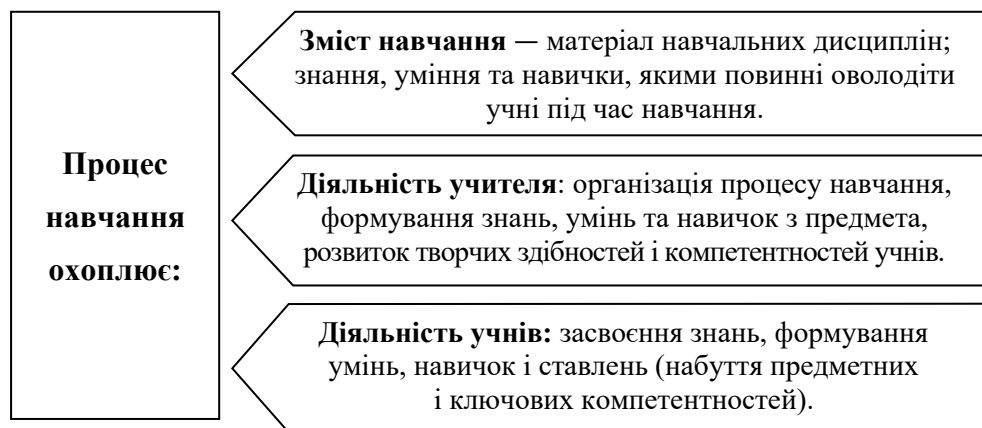 Процес
навчання
охоплює:
Зміст навчання — матеріал навчальних дисциплін;
знання, уміння та навички, якими повинні оволодіти
учні під час навчання.
Діяльність учителя: організація процесу навчання,
формування знань, умінь та навичок з предмета,
розвиток творчих здібностей і компетентностей учнів.
Діяльність учнів: засвоєння знань, формування
умінь, навичок і ставлень (набуття предметних
і ключових компетентностей).